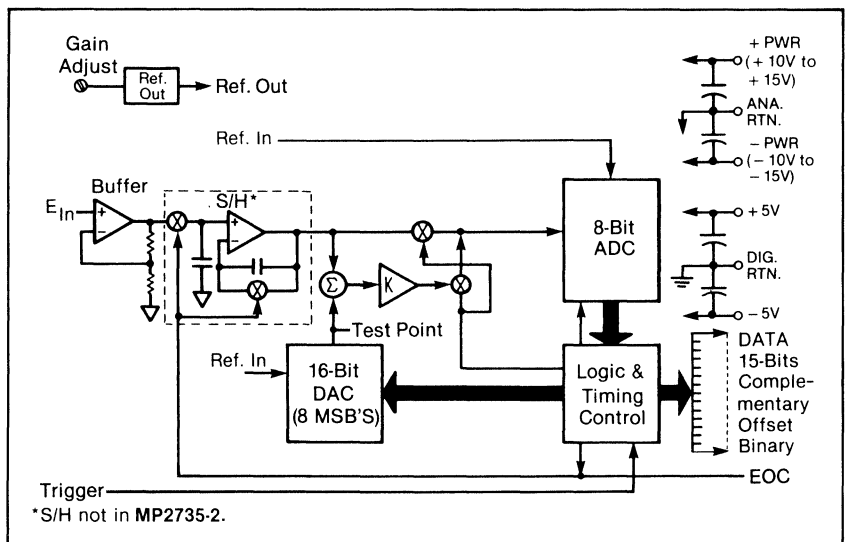 Gain
Adjust
Ref.
Out
Ref. Out
+ PWR
(+ 10V to
+ 15V)
ANA.
RTN.
− PWR
(− 10V to
− 15V)
Ref. In
Buffer
S/H*
E In
+
−
+
−
8-Bit
ADC
+ 5V
DIG.
RTN.
− 5V
Σ
K
Test Point
Ref. In
16-Bit
DAC
(8 MSB'S)
Logic &
Timing
Control
DATA
15-Bits
Comple-
mentary
Offset
Binary
EOC
Trigger
*S/H not in MP2735-2.